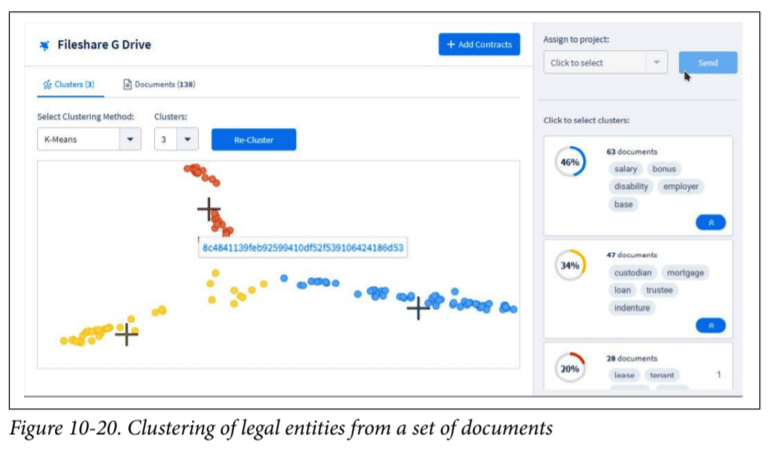 Fileshare G Drive
+ Add Contracts
Clusters (3)
Documents (138)
Select Clustering Method:
Clusters:
K-Means
3
Re-Cluster
8c4841139feb92599410df52f539106424186d53
Assign to project:
Click to select
Send
Click to select clusters:
46%
63 documents
salary bonus
disability employer
base
34%
47 documents
custodian mortgage
loan trustee
indenture
20%
28 documents
lease tenant
1
Figure 10-20. Clustering of legal entities from a set of documents